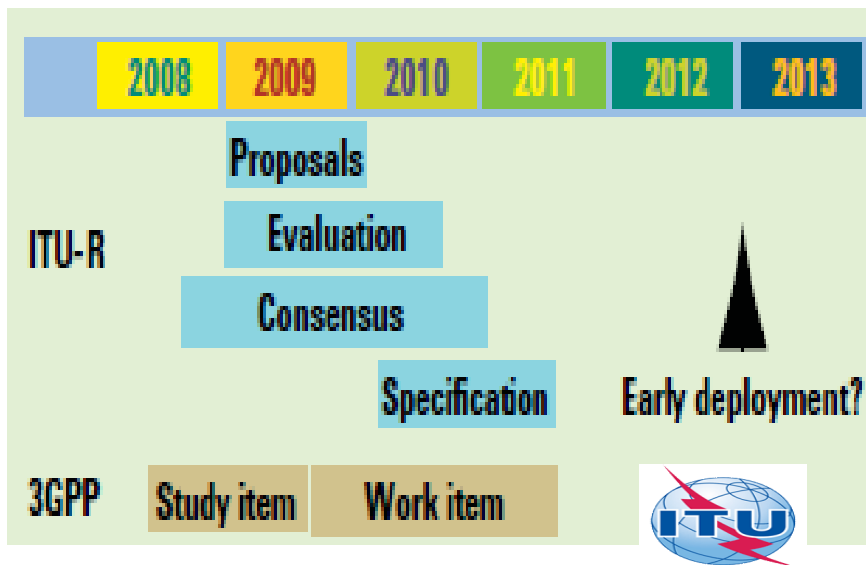 2008 2009 2010 2011 2012 2013
Proposals
ITU-R
Evaluation
Consensus
Specification
Early deployment?
3GPP
Study item
Work item
ITU